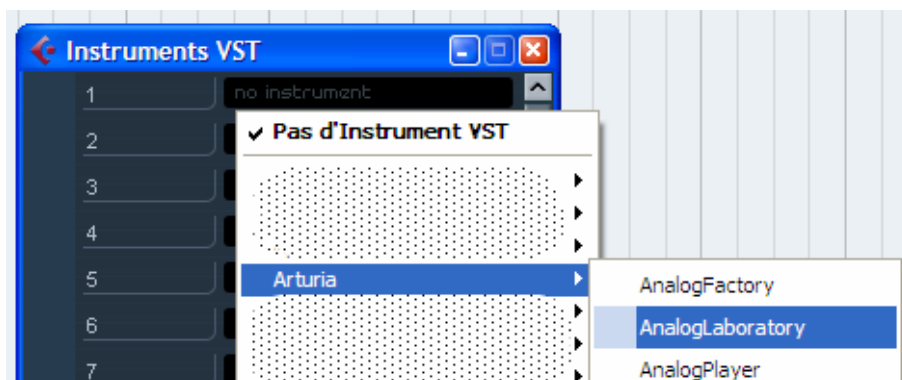 Instruments VST
1 no instrument
2
Pas d'Instrument VST
3
4
5
Arturia
AnalogFactory
6
AnalogLaboratory
7
AnalogPlayer